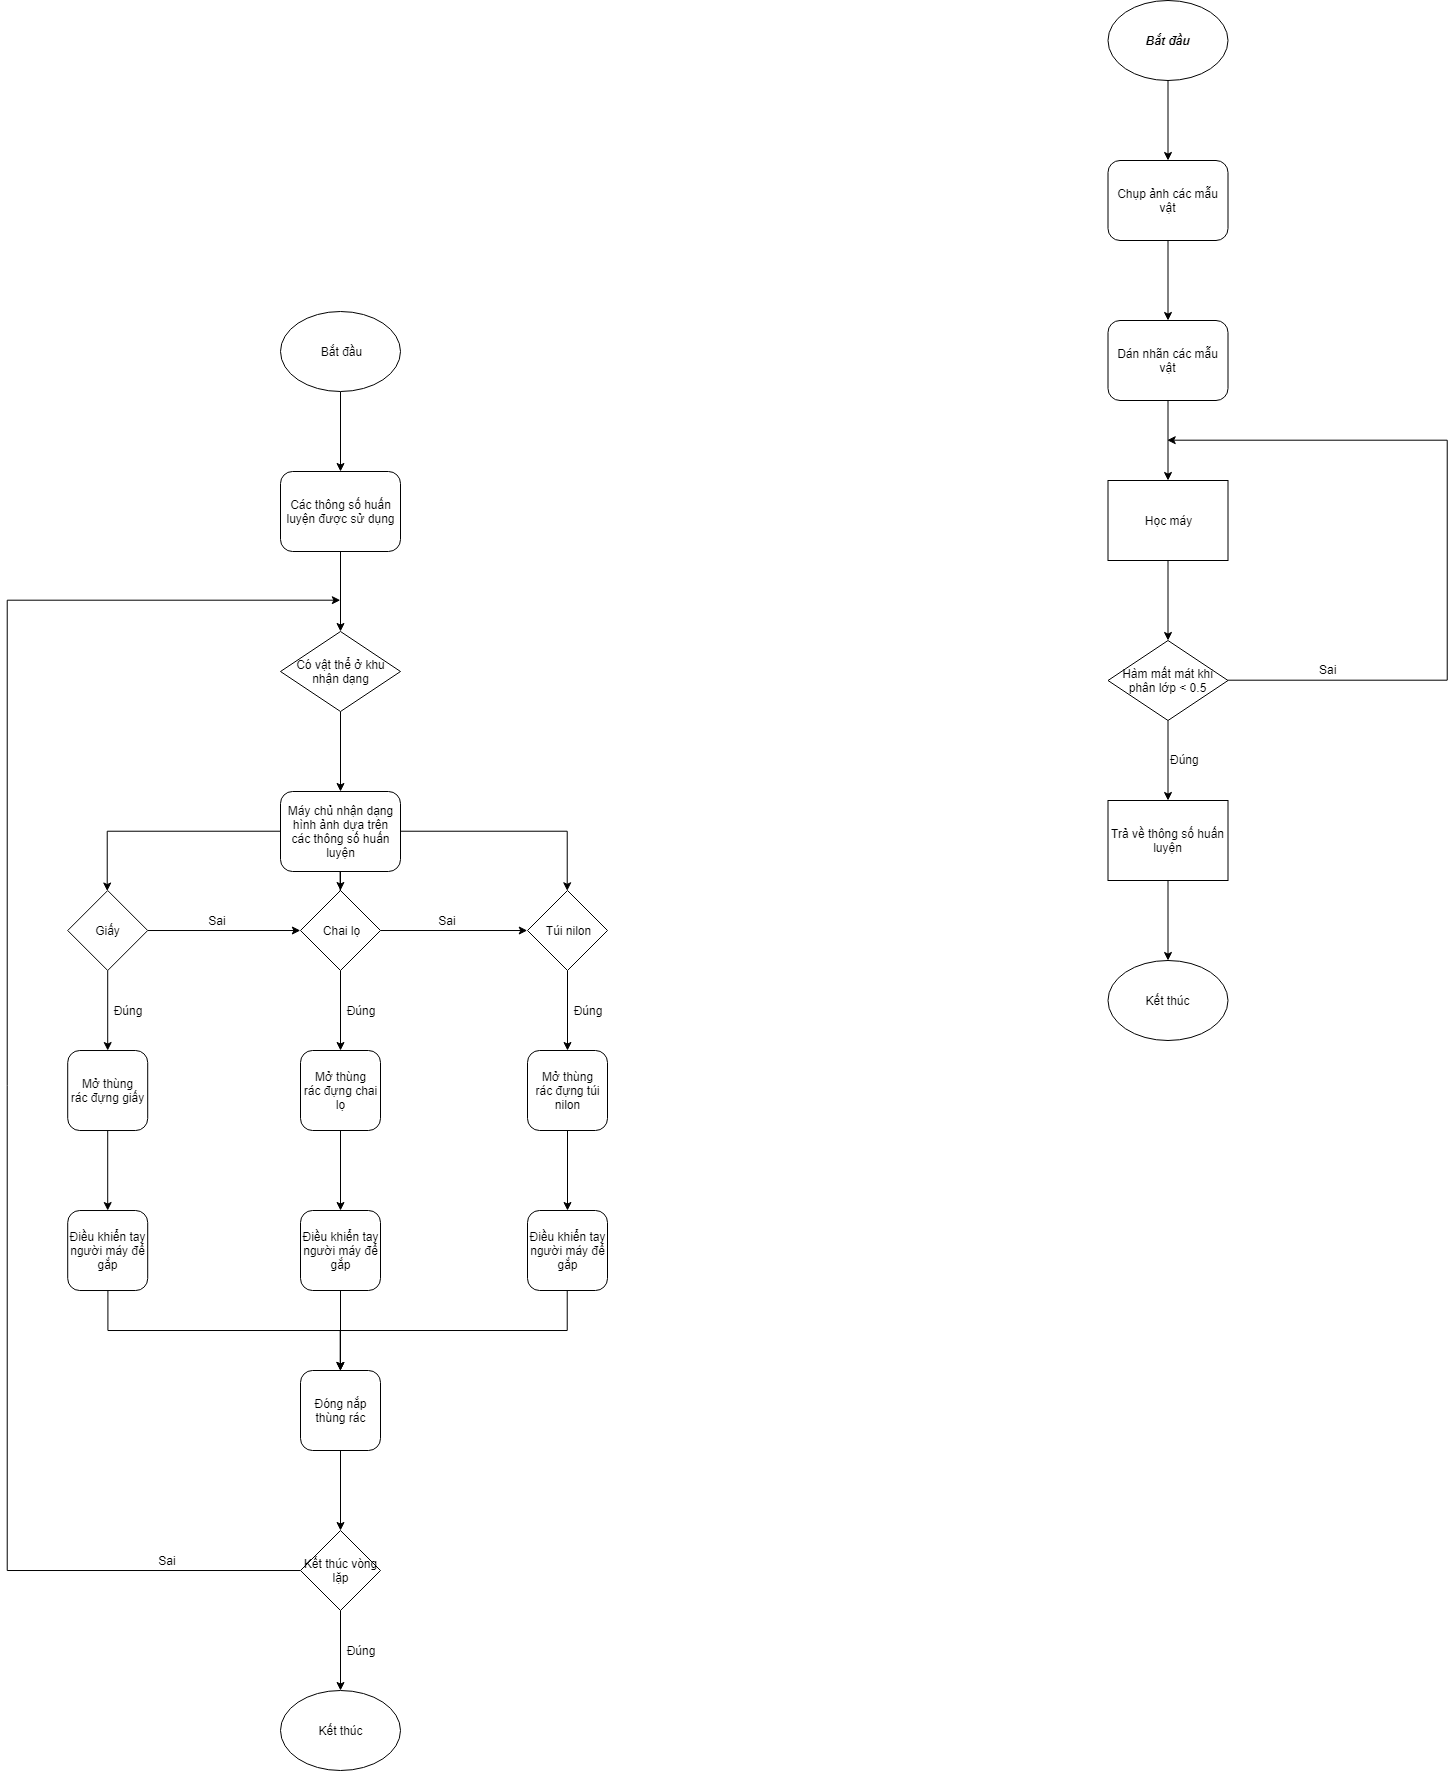 Bắt đầu
Các thông số huấn
luyện được sử dụng
Có vật thể ở khu
nhận dạng
Máy chủ nhận dạng
hình ảnh dựa trên
các thông số huấn
luyện
Giấy
Sai
Chai lọ
Sai
Túi nilon
Đúng
Đúng
Đúng
Mở thùng
rác đựng giấy
Mở thùng
rác đựng chai
lọ
Mở thùng
rác đựng túi
nilon
Điều khiển tay
người máy để
gắp
Điều khiển tay
người máy để
gắp
Điều khiển tay
người máy để
gắp
Đóng nắp
thùng rác
Sai
Kết thúc vòng
lặp
Đúng
Kết thúc
Bắt đầu
Chụp ảnh các mẫu
vật
Dán nhãn các mẫu
vật
Học máy
Hàm mất mát khi
phân lớp < 0.5
Sai
Đúng
Trả về thông số huấn
luyện
Kết thúc